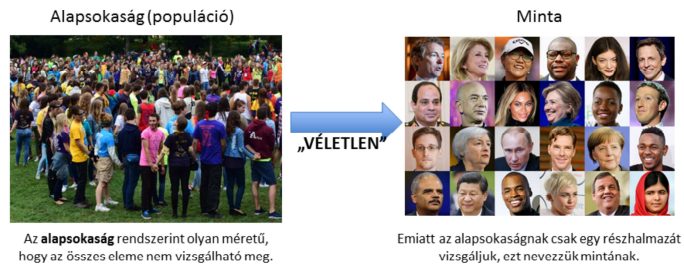 Alapsokaság (populáció)
Minta
„VÉLETLEN”
Az alapsokaság rendszerint olyan méretű,
hogy az összes eleme nem vizsgálható meg.
Emiatt az alapsokaságnak csak egy részhalmazát
vizsgáljuk, ezt nevezzük mintának.